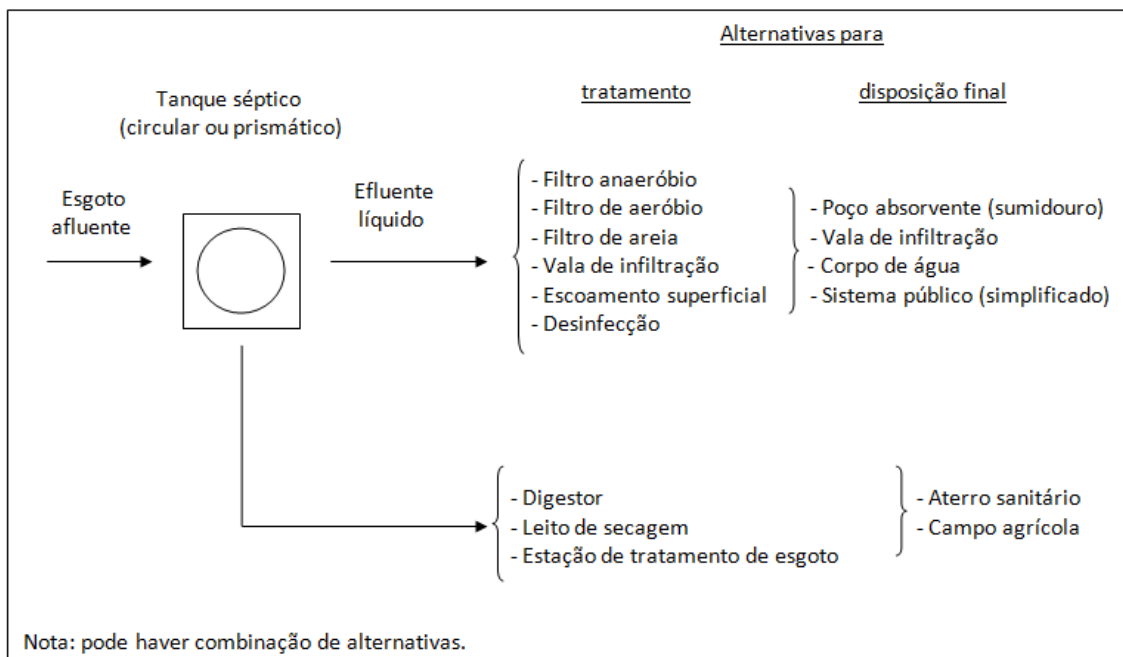 Alternativas para
tratamento
disposição final
Tanque séptico
(circular ou prismático)
Esgoto
afluente
Efluente
líquido
- Filtro anaeróbio
- Filtro de aeróbio
- Filtro de areia
- Vala de infiltração
- Escoamento superficial
- Desinfecção
- Poço absorvente (sumidouro)
- Vala de infiltração
- Corpo de água
- Sistema público (simplificado)
- Digestor
- Leito de secagem
- Estação de tratamento de esgoto
- Aterro sanitário
- Campo agrícola
Nota: pode haver combinação de alternativas.